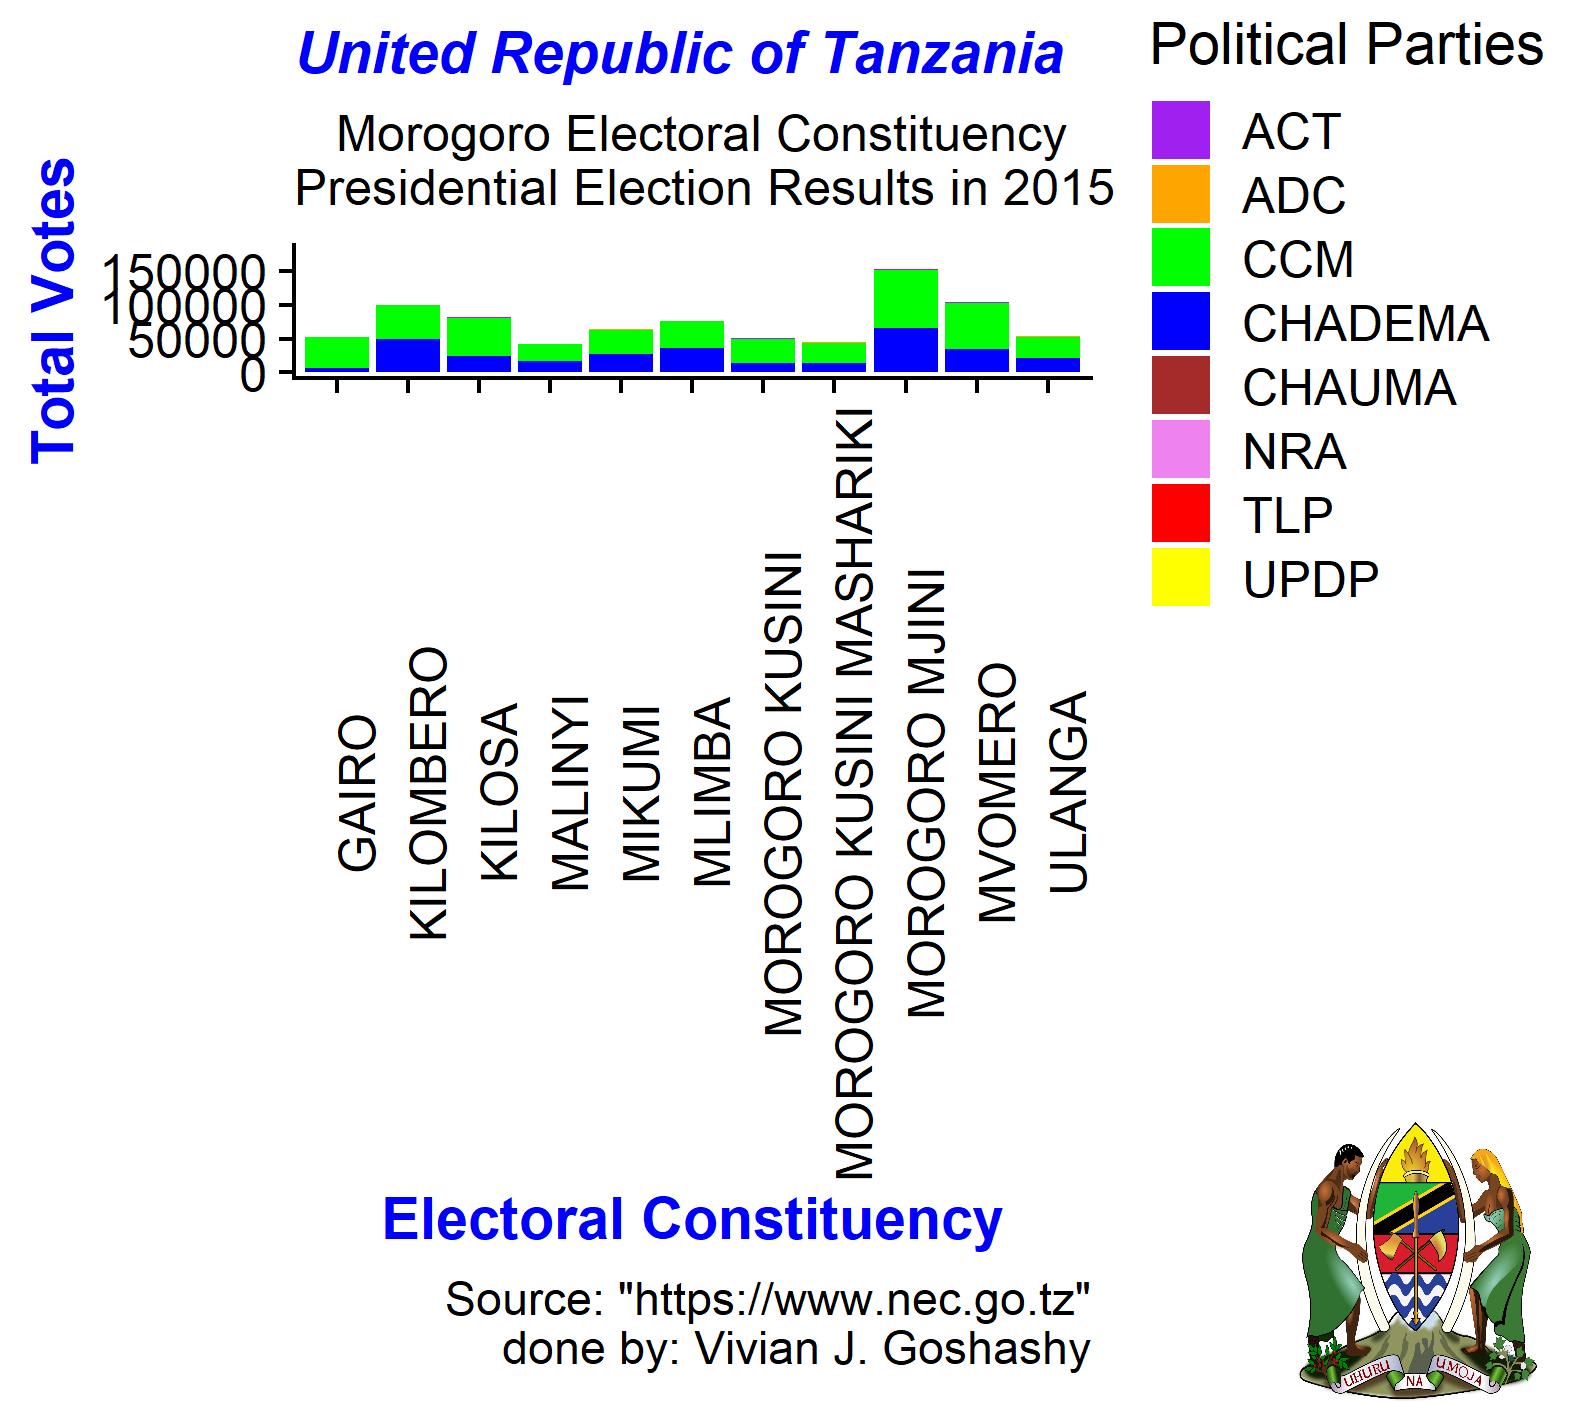 United Republic of Tanzania
Morogoro Electoral Constituency
Presidential Election Results in 2015
Total Votes
150000
100000
50000
0
GAIRO
KILOMBERO
KILOSA
MALINYI
MIKUMI
MLIMBA
MOROGORO KUSINI
MOROGORO KUSINI MASHARIKI
MOROGORO MJINI
MVOMERO
ULANGA
Electoral Constituency
Political Parties
ACT
ADC
CCM
CHADEMA
CHAUMA
NRA
TLP
UPDP
Source: "https://www.nec.go.tz"
done by: Vivian J. Goshashy
UHURU NA UMOJA